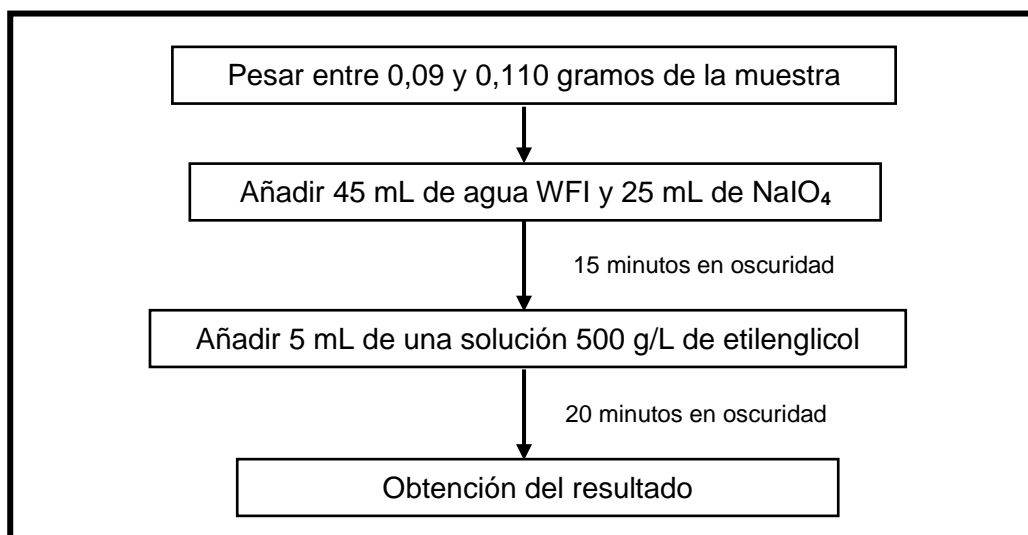 Pesar entre 0,09 y 0,110 gramos de la muestra
Añadir 45 mL de agua WFI y 25 mL de NaIO₄
15 minutos en oscuridad
Añadir 5 mL de una solución 500 g/L de etilenglicol
20 minutos en oscuridad
Obtención del resultado